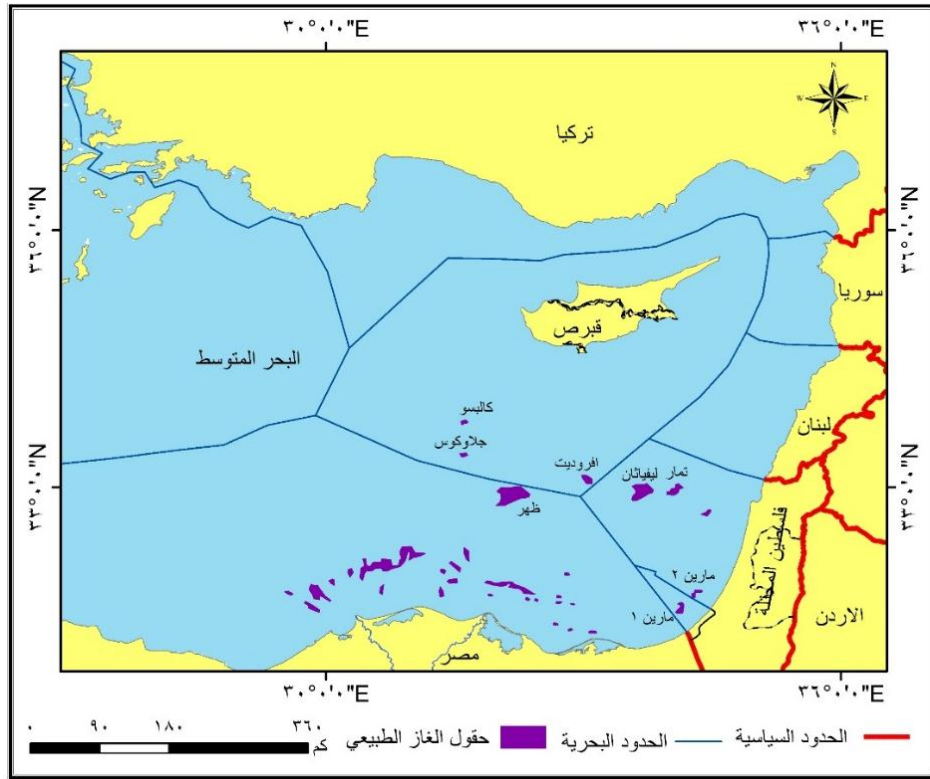 ٣٠°٠'٠"E
٣٦°٠'٠"E
N
W E
S
تركيا
٣٦°٠'٠"N
٣٦°٠'٠"N
سوريا
قبرص
البحر المتوسط
كالبسو
لبنان
جلاوكوس
افروديت
ليفياثان
تمار
٣٣°٠'٠"N
٣٣°٠'٠"N
ظهر
فلسطين المحتلة
مارين ٢
مارين ١
الاردن
مصر
٣٠°٠'٠"E
٣٦°٠'٠"E
الحدود السياسية
الحدود البحرية
حقول الغاز الطبيعي
٠ ٩٠ ١٨٠ ٣٦٠
كم